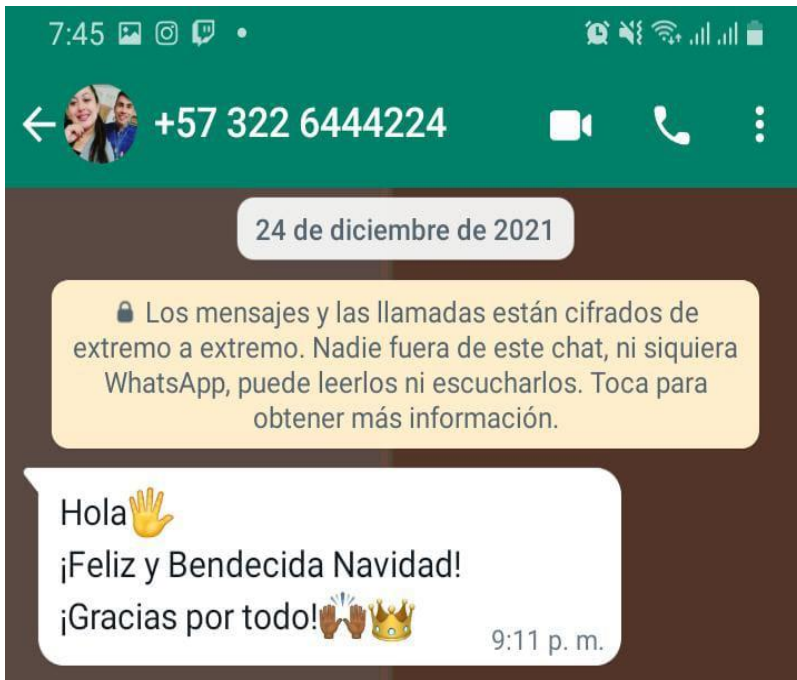 7:45
+57 322 6444224
24 de diciembre de 2021
Los mensajes y las llamadas están cifrados de
extremo a extremo. Nadie fuera de este chat, ni siquiera
WhatsApp, puede leerlos ni escucharlos. Toca para
obtener más información.
Hola🖐️
¡Feliz y Bendecida Navidad!
¡Gracias por todo!🙌🏾👑
9:11 p. m.